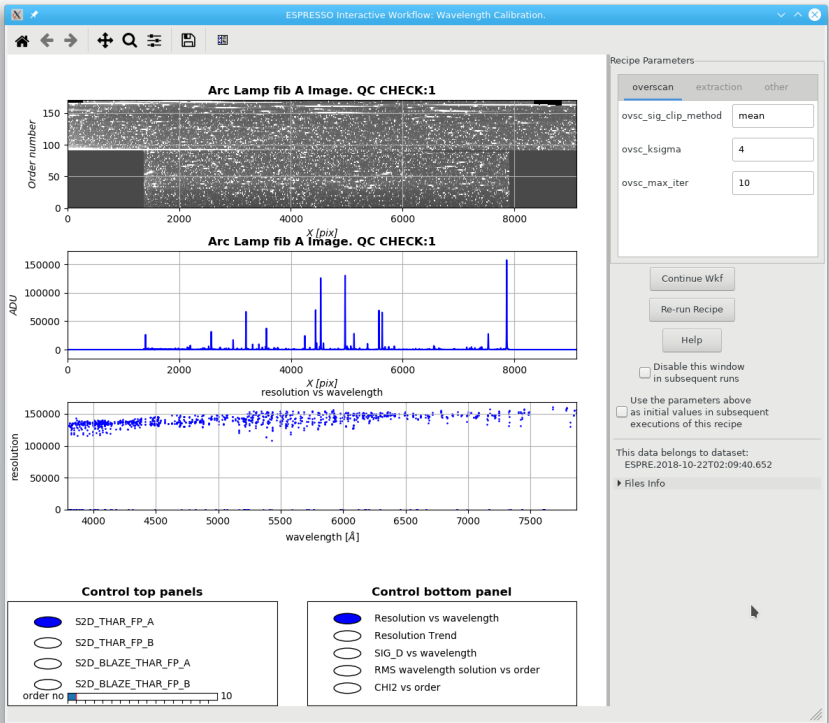 ESPRESSO Interactive Workflow: Wavelength Calibration.
Arc Lamp fib A Image. QC CHECK:1
Order number
150
100
50
0
0 2000 4000 6000 8000
X [pix]
Arc Lamp fib A Image. QC CHECK:1
ADU
150000
100000
50000
0
0 2000 4000 6000 8000
X [pix]
resolution vs wavelength
resolution
150000
100000
50000
0
4000 4500 5000 5500 6000 6500 7000 7500
wavelength [Å]
Control top panels
S2D_THAR_FP_A
S2D_THAR_FP_B
S2D_BLAZE_THAR_FP_A
S2D_BLAZE_THAR_FP_B
order no 10
Control bottom panel
Resolution vs wavelength
Resolution Trend
SIG_D vs wavelength
RMS wavelength solution vs order
CHI2 vs order
Recipe Parameters
overscan extraction other
ovsc_sig_clip_method mean
ovsc_ksigma 4
ovsc_max_iter 10
Continue Wkf
Re-run Recipe
Help
Disable this window
in subsequent runs
Use the parameters above
as initial values in subsequent
executions of this recipe
This data belongs to dataset:
ESPRE.2018-10-22T02:09:40.652
Files Info